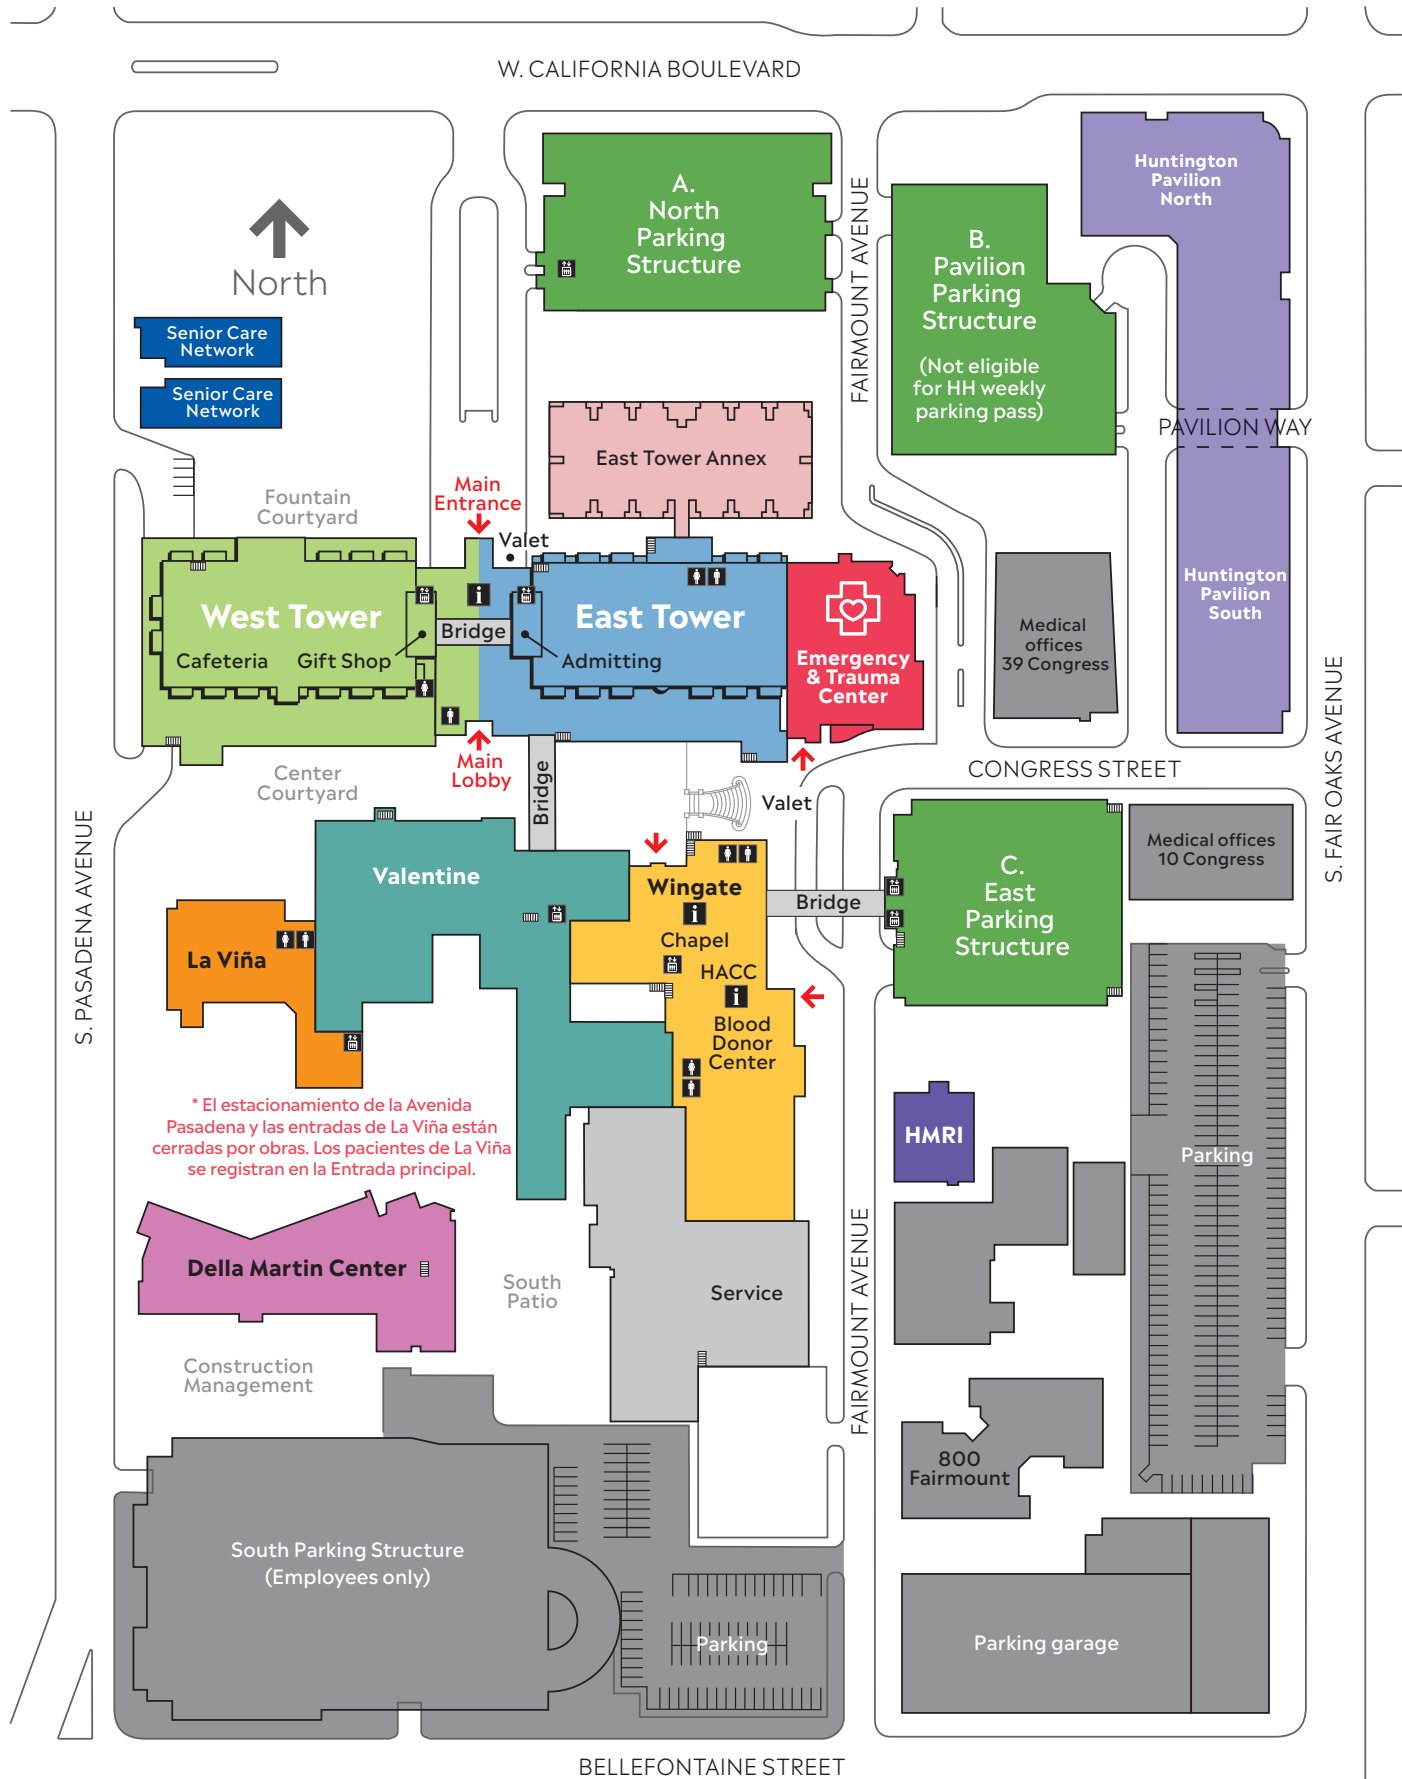 W. CALIFORNIA BOULEVARD
North
A.
North
Parking
Structure
FAIRMOUNT AVENUE
B.
Pavilion
Parking
Structure
(Not eligible
for HH weekly
parking pass)
Huntington
Pavilion
North
PAVILION WAY
Senior Care
Network
Senior Care
Network
East Tower Annex
Fountain
Courtyard
Main
Entrance
Valet
West Tower
Cafeteria
Gift Shop
Bridge
East Tower
Admitting
Emergency
& Trauma
Center
Medical
offices
39 Congress
Huntington
Pavilion
South
S. FAIR OAKS AVENUE
Main
Lobby
Center
Courtyard
Bridge
Valet
CONGRESS STREET
S. PASADENA AVENUE
Valentine
Wingate
Chapel
HACC
Blood
Donor
Center
Bridge
C.
East
Parking
Structure
Medical offices
10 Congress
La Viña
* El estacionamiento de la Avenida
Pasadena y las entradas de La Viña están
cerradas por obras. Los pacientes de La Viña
se registran en la Entrada principal.
HMRI
Parking
Della Martin Center
South
Patio
Service
FAIRMOUNT AVENUE
Construction
Management
800
Fairmount
South Parking Structure
(Employees only)
Parking
Parking garage
BELLEFONTAINE STREET